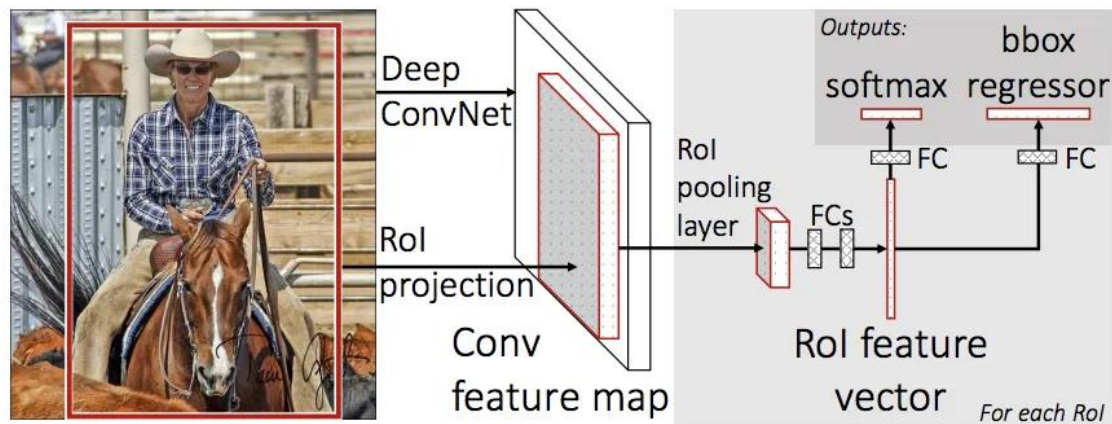 Deep
ConvNet
RoI
projection
Conv
feature map
RoI
pooling
layer
FCs
RoI feature
vector
For each RoI
Outputs:
softmax
bbox
regressor
FC
FC